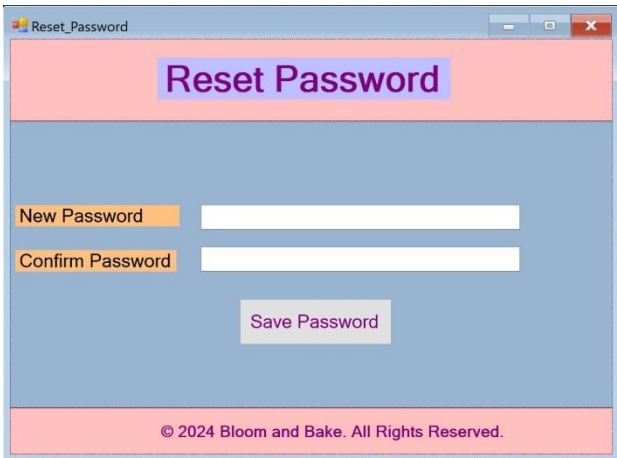 Reset_Password
Reset Password
New Password
Confirm Password
Save Password
© 2024 Bloom and Bake. All Rights Reserved.